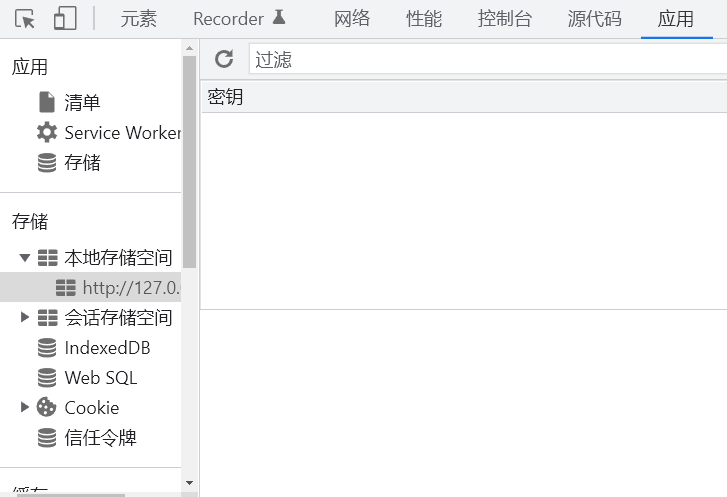 元素 Recorder 网络 性能 控制台 源代码 应用
应用
过滤
密钥
清单
Service Worker
存储
存储
本地存储空间
http://127.0.
会话存储空间
IndexedDB
Web SQL
Cookie
信任令牌
缓存